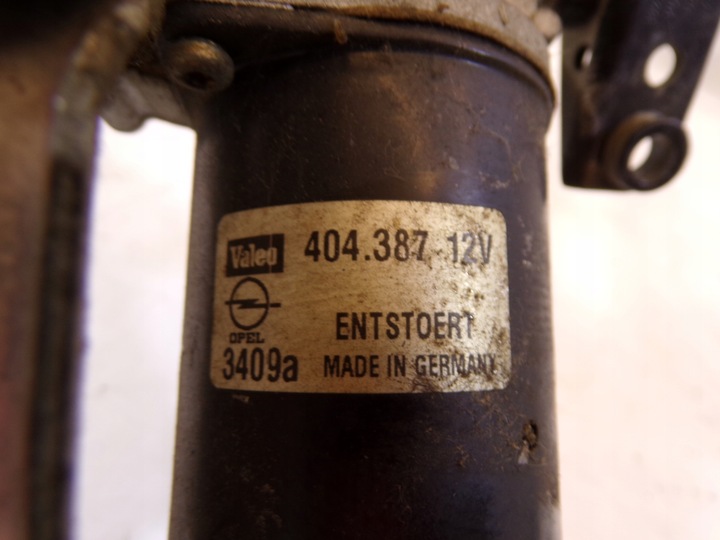 Valeo 404.387 12V
OPEL ENTSTOERT
3409a MADE IN GERMANY